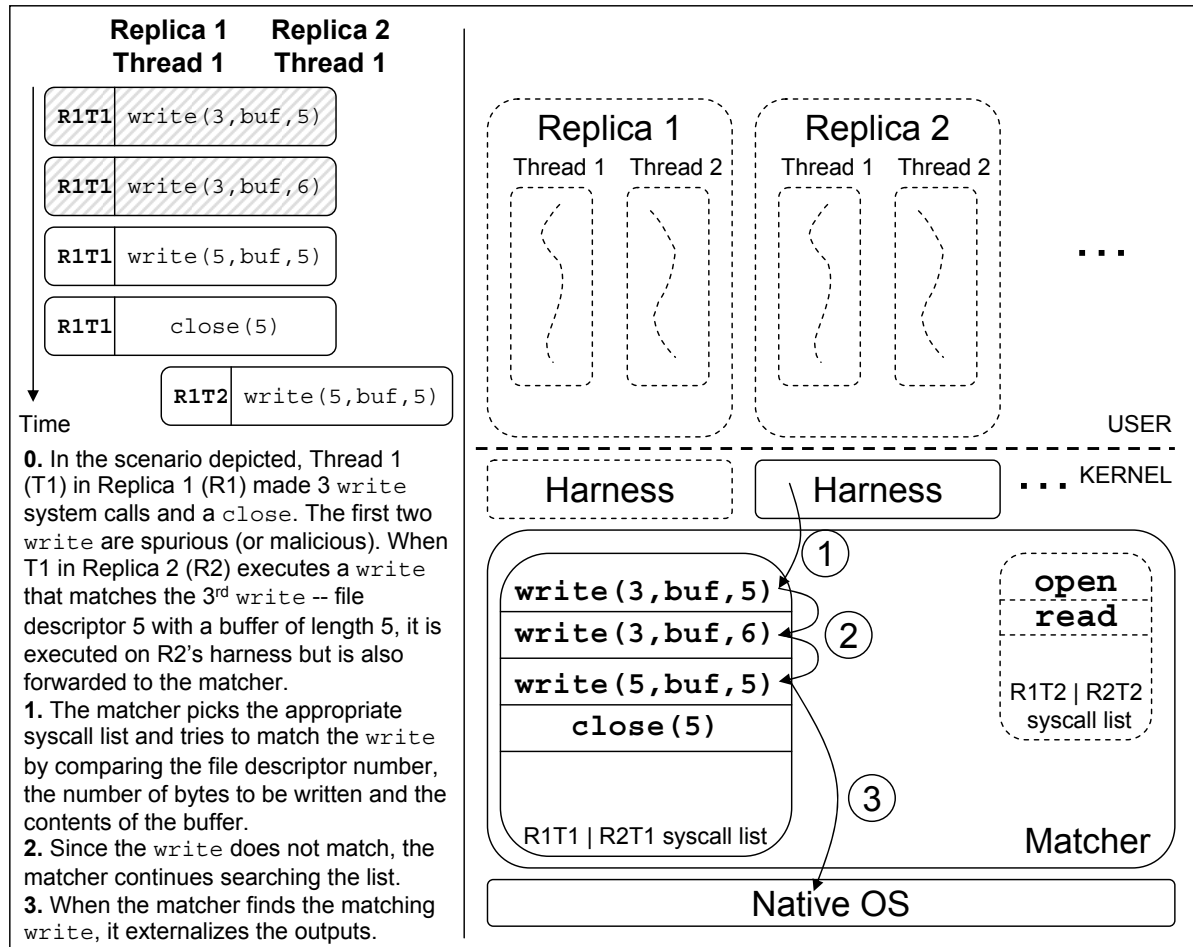 Replica 1 Replica 2
Thread 1 Thread 1
R1T1 write(3,buf,5)
R1T1 write(3,buf,6)
R1T1 write(5,buf,5)
R1T1 close(5)
R1T2 write(5,buf,5)
Time
0. In the scenario depicted, Thread 1
(T1) in Replica 1 (R1) made 3 write
system calls and a close. The first two
write are spurious (or malicious). When
T1 in Replica 2 (R2) executes a write
that matches the 3rd write -- file
descriptor 5 with a buffer of length 5, it is
executed on R2's harness but is also
forwarded to the matcher.
1. The matcher picks the appropriate
syscall list and tries to match the write
by comparing the file descriptor number,
the number of bytes to be written and the
contents of the buffer.
2. Since the write does not match, the
matcher continues searching the list.
3. When the matcher finds the matching
write, it externalizes the outputs.
Replica 1 Replica 2
Thread 1 Thread 2 Thread 1 Thread 2
...
USER
Harness Harness ... KERNEL
1
write(3,buf,5)
write(3,buf,6)
2
write(5,buf,5)
close(5)
3
R1T1 | R2T1 syscall list
open
read
R1T2 | R2T2
syscall list
Matcher
Native OS